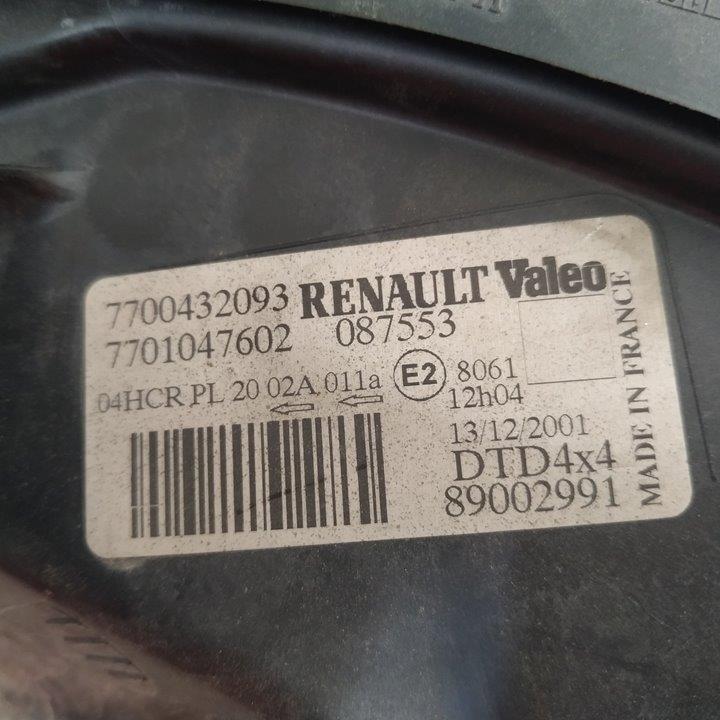 7700432093 RENAULT Valeo
7701047602 087553
04HCR PL 20 02A 011a E2 8061
12h04
13/12/2001
DTD4x4
89002991
MADE IN FRANCE